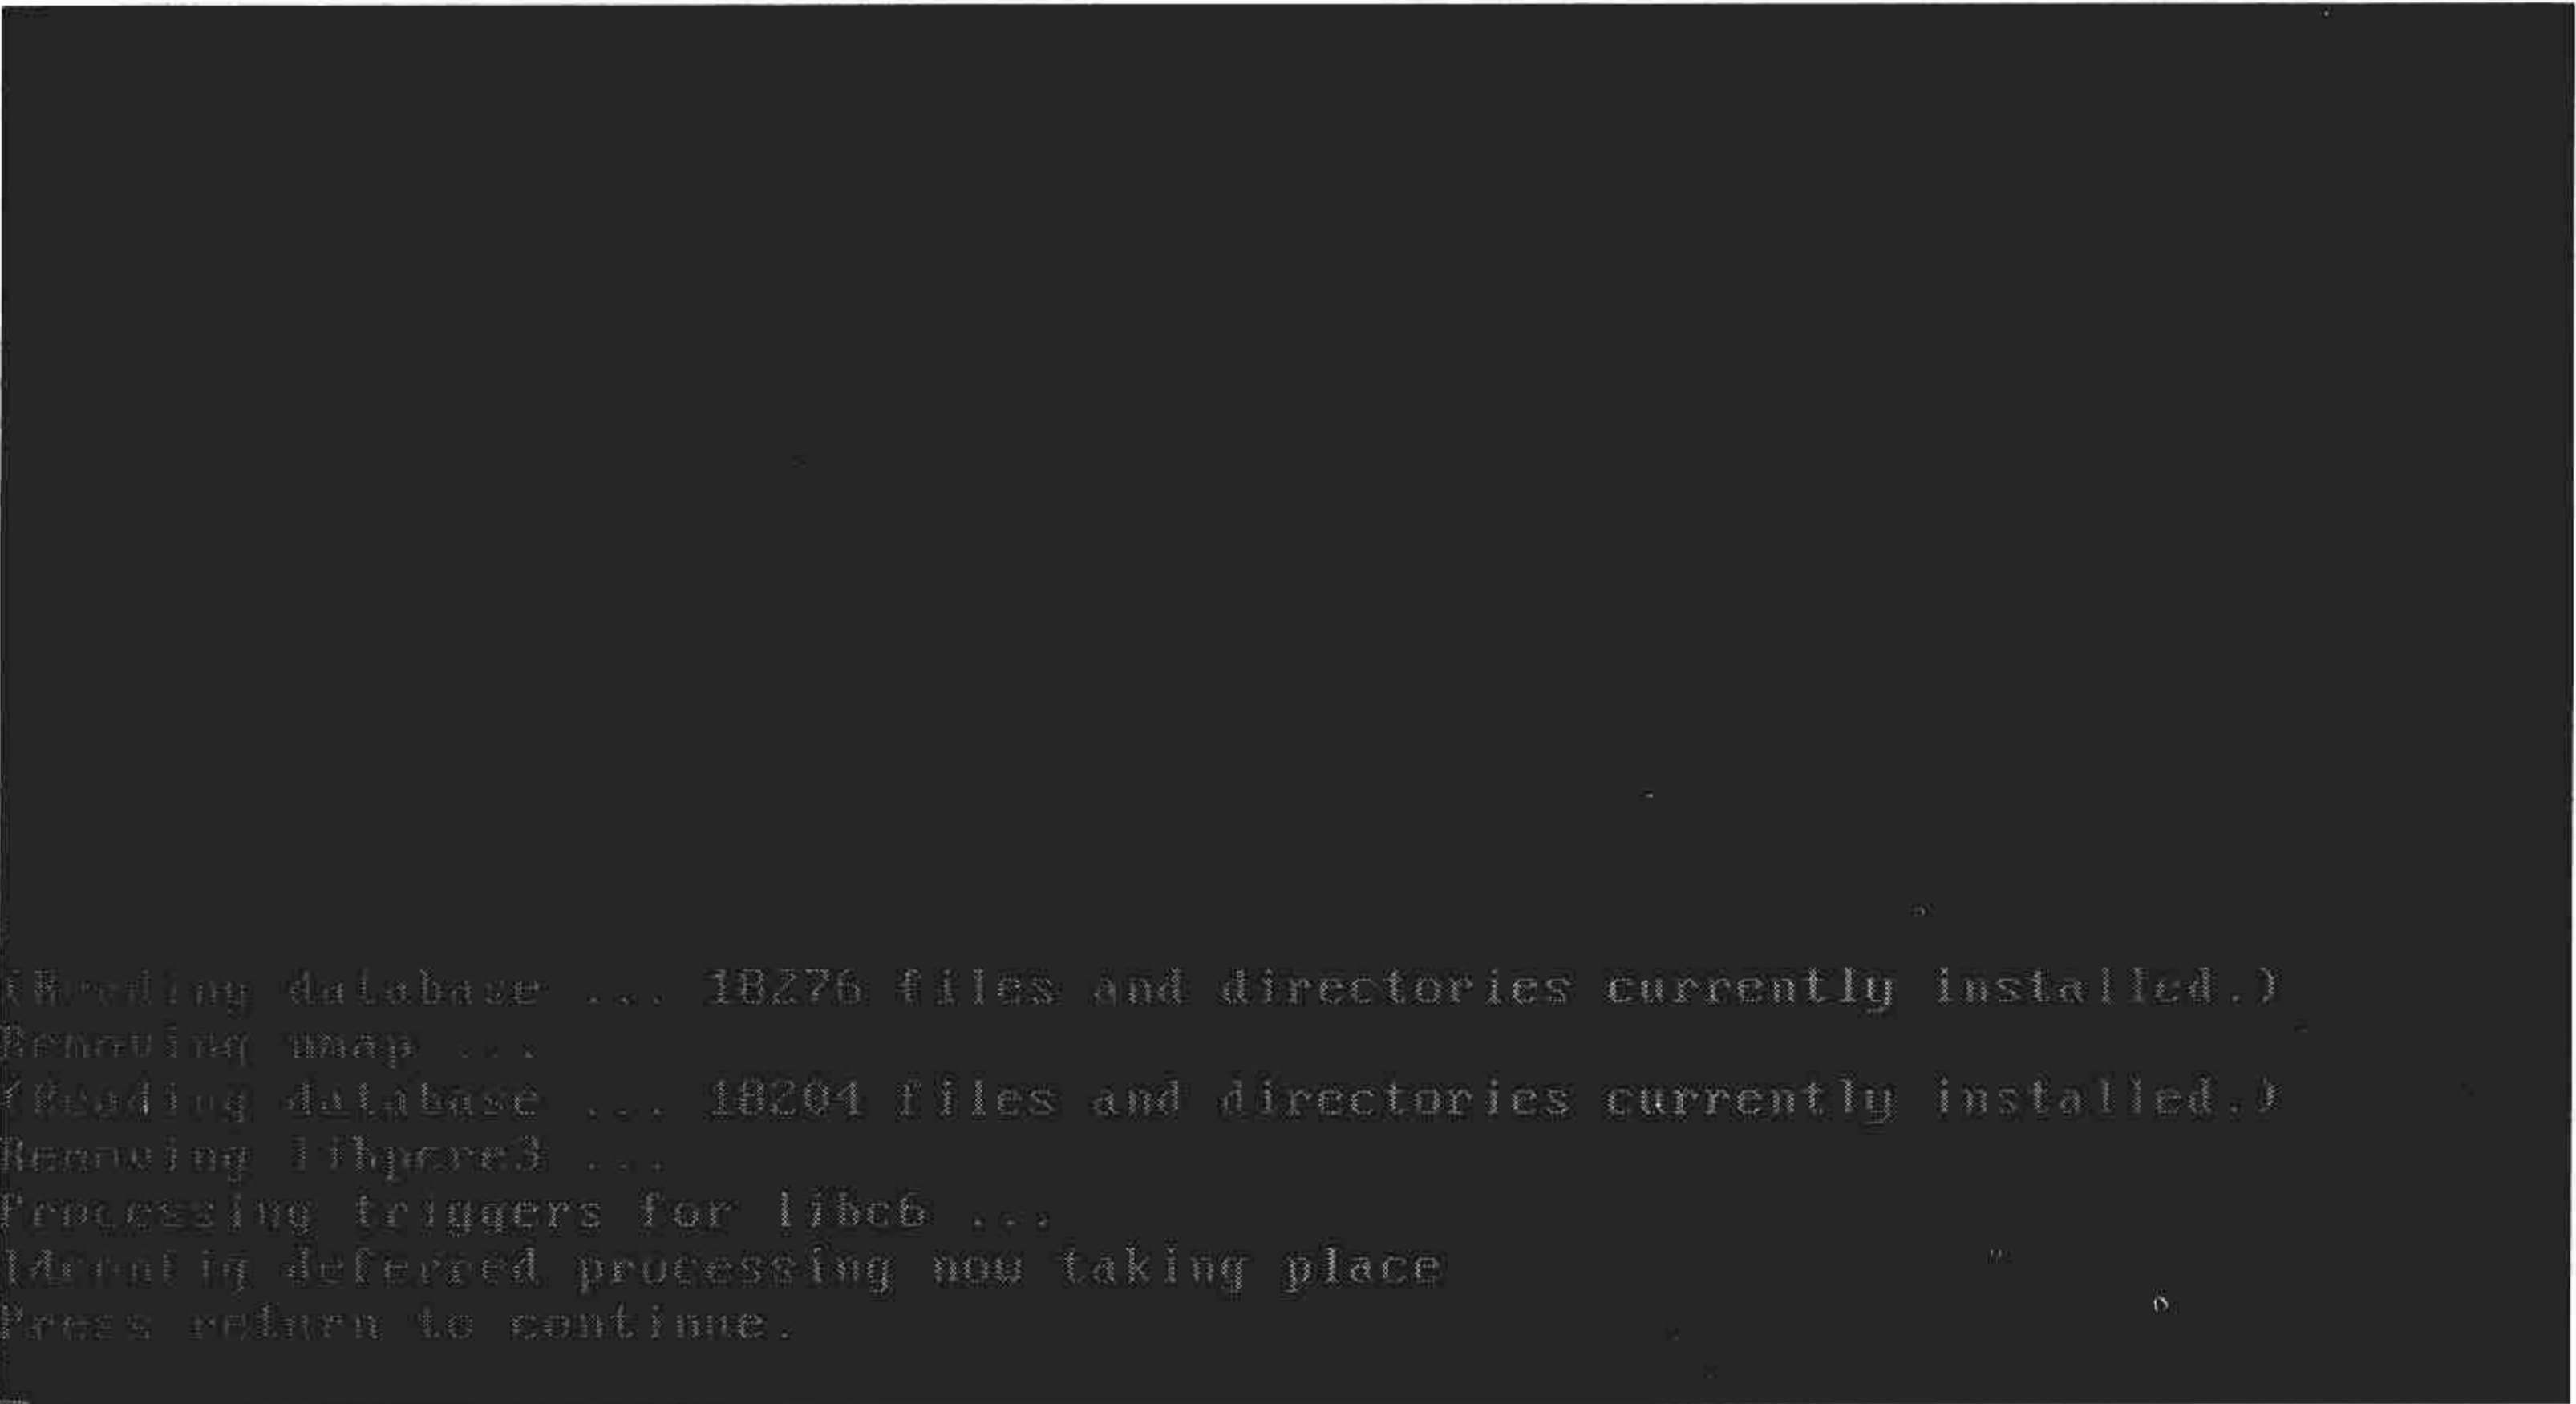 (Reading database ... 18276 files and directories currently installed.)
Removing nmap ...
(Reading database ... 18204 files and directories currently installed.)
Removing libpcre3 ...
Processing triggers for libc6 ...
ldconfig deferred processing now taking place
Press return to continue.